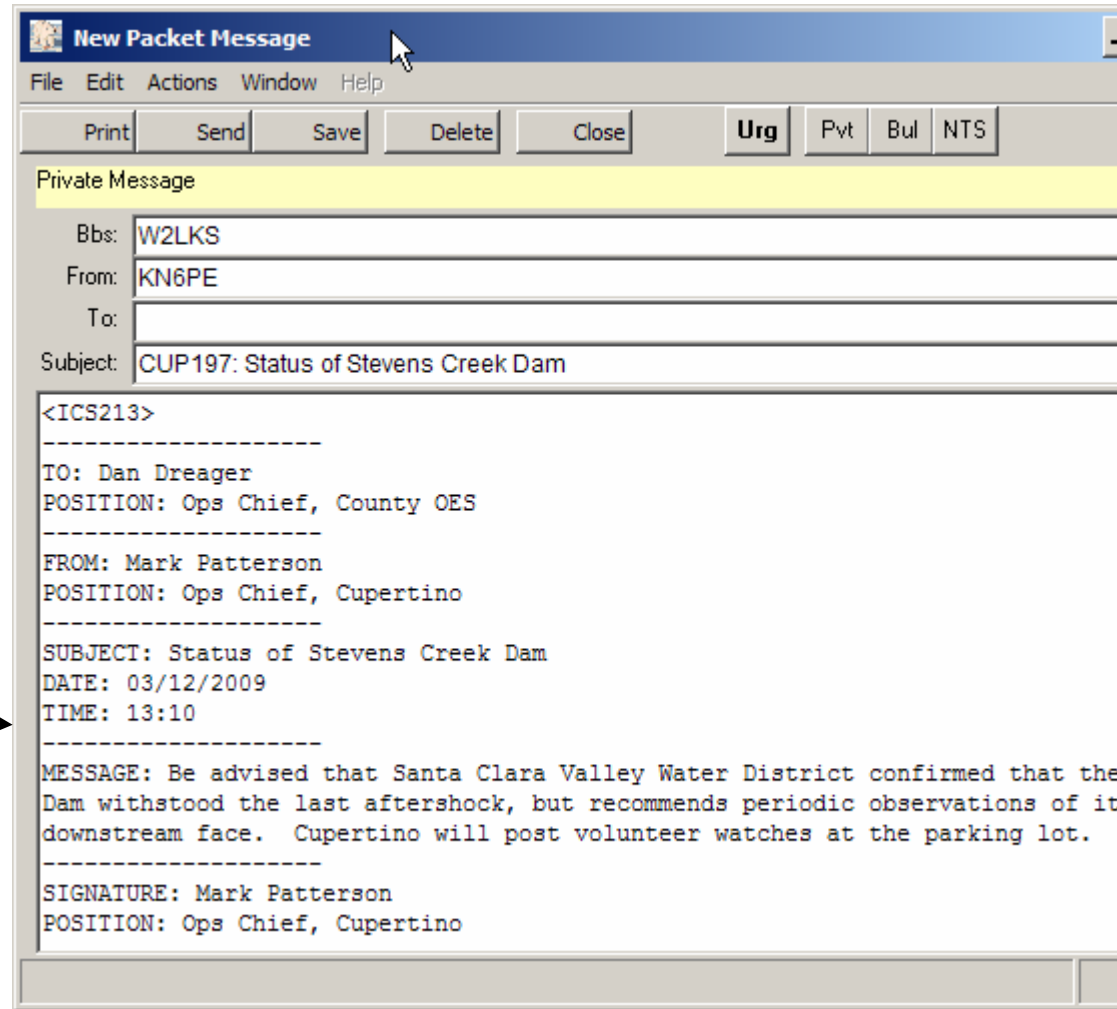 New Packet Message
File Edit Actions Window Help
Print Send Save Delete Close Urg Pvt Bul NTS
Private Message
Bbs: W2LKS
From: KN6PE
To:
Subject: CUP197: Status of Stevens Creek Dam
<ICS213>
--------------------
TO: Dan Dreager
POSITION: Ops Chief, County OES
--------------------
FROM: Mark Patterson
POSITION: Ops Chief, Cupertino
--------------------
SUBJECT: Status of Stevens Creek Dam
DATE: 03/12/2009
TIME: 13:10
--------------------
MESSAGE: Be advised that Santa Clara Valley Water District confirmed that the
Dam withstood the last aftershock, but recommends periodic observations of it
downstream face.  Cupertino will post volunteer watches at the parking lot.
--------------------
SIGNATURE: Mark Patterson
POSITION: Ops Chief, Cupertino